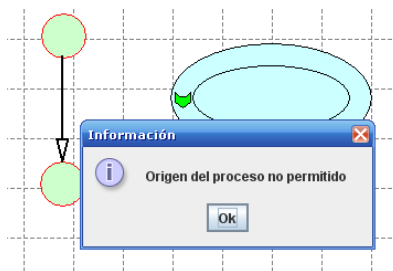 Información
i
Origen del proceso no permitido
Ok